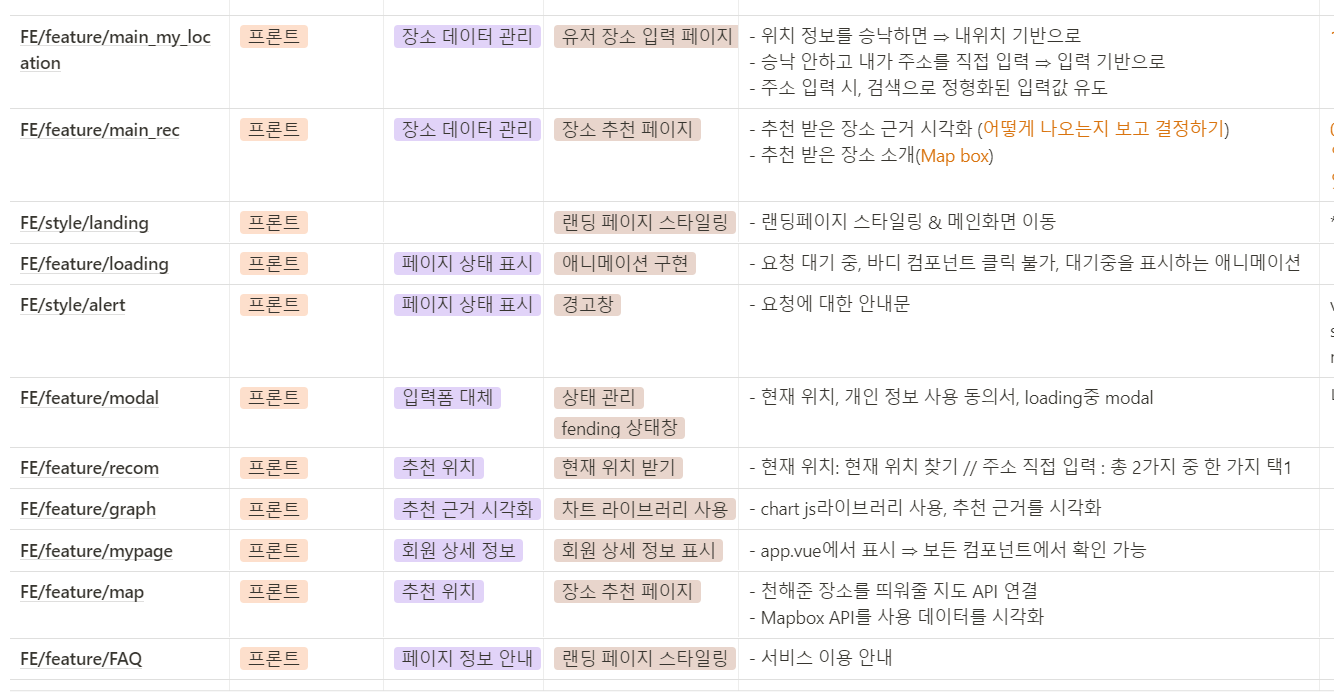 FE/feature/main_my_loc
ation
프론트
장소 데이터 관리
유저 장소 입력 페이지
- 위치 정보를 승낙하면 ⇒ 내위치 기반으로
- 승낙 안하고 내가 주소를 직접 입력 ⇒ 입력 기반으로
- 주소 입력 시, 검색으로 정형화된 입력값 유도
FE/feature/main_rec
프론트
장소 데이터 관리
장소 추천 페이지
- 추천 받은 장소 근거 시각화 (어떻게 나오는지 보고 결정하기)
- 추천 받은 장소 소개(Map box)
FE/style/landing
프론트
랜딩 페이지 스타일링
- 랜딩페이지 스타일링 & 메인화면 이동
FE/feature/loading
프론트
페이지 상태 표시
애니메이션 구현
- 요청 대기 중, 바디 컴포넌트 클릭 불가, 대기중을 표시하는 애니메이션
FE/style/alert
프론트
페이지 상태 표시
경고창
- 요청에 대한 안내문
FE/feature/modal
프론트
입력폼 대체
상태 관리
fending 상태창
- 현재 위치, 개인 정보 사용 동의서, loading중 modal
FE/feature/recom
프론트
추천 위치
현재 위치 받기
- 현재 위치: 현재 위치 찾기 // 주소 직접 입력 : 총 2가지 중 한 가지 택1
FE/feature/graph
프론트
추천 근거 시각화
차트 라이브러리 사용
- chart js라이브러리 사용, 추천 근거를 시각화
FE/feature/mypage
프론트
회원 상세 정보
회원 상세 정보 표시
- app.vue에서 표시 ⇒ 보든 컴포넌트에서 확인 가능
FE/feature/map
프론트
추천 위치
장소 추천 페이지
- 천해준 장소를 띄워줄 지도 API 연결
- Mapbox API를 사용 데이터를 시각화
FE/feature/FAQ
프론트
페이지 정보 안내
랜딩 페이지 스타일링
- 서비스 이용 안내